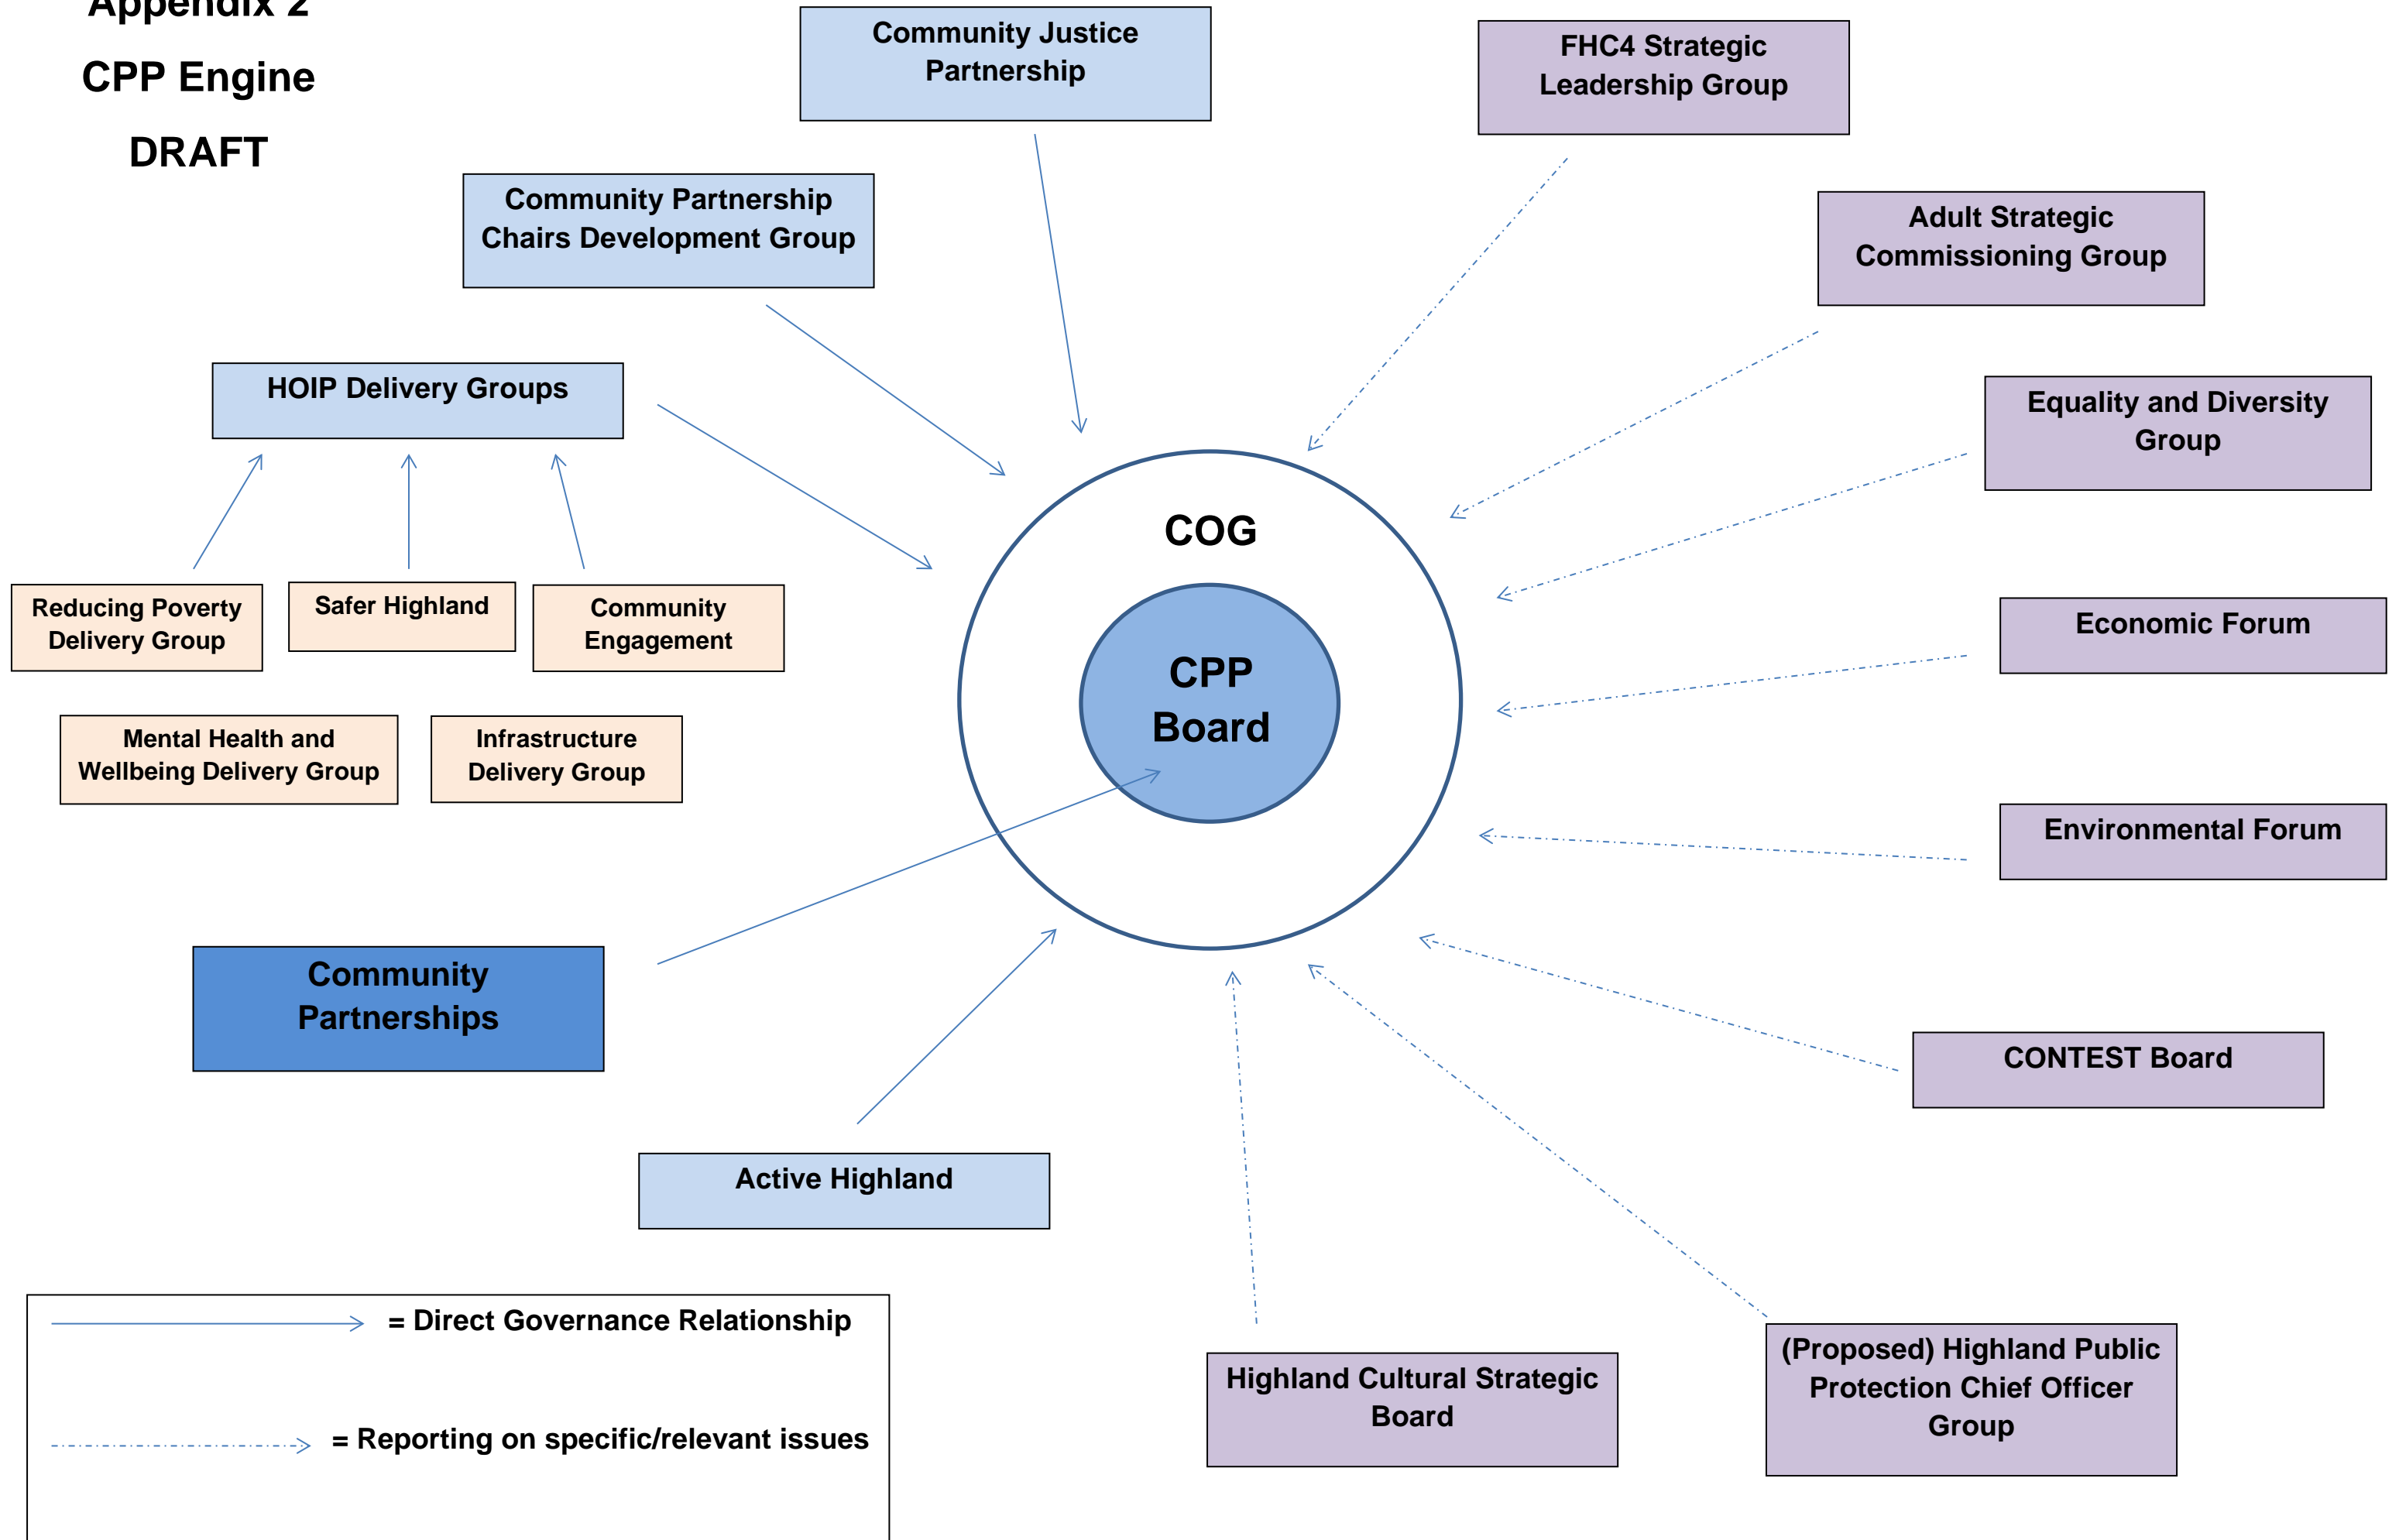 Appendix 2
CPP Engine
DRAFT
Community Justice
Partnership
FHC4 Strategic
Leadership Group
Community Partnership
Chairs Development Group
Adult Strategic
Commissioning Group
HOIP Delivery Groups
Equality and Diversity
Group
COG
Reducing Poverty
Delivery Group
Safer Highland
Community
Engagement
Economic Forum
CPP
Board
Mental Health and
Wellbeing Delivery Group
Infrastructure
Delivery Group
Environmental Forum
Community
Partnerships
CONTEST Board
Active Highland
= Direct Governance Relationship
= Reporting on specific/relevant issues
Highland Cultural Strategic
Board
(Proposed) Highland Public
Protection Chief Officer
Group